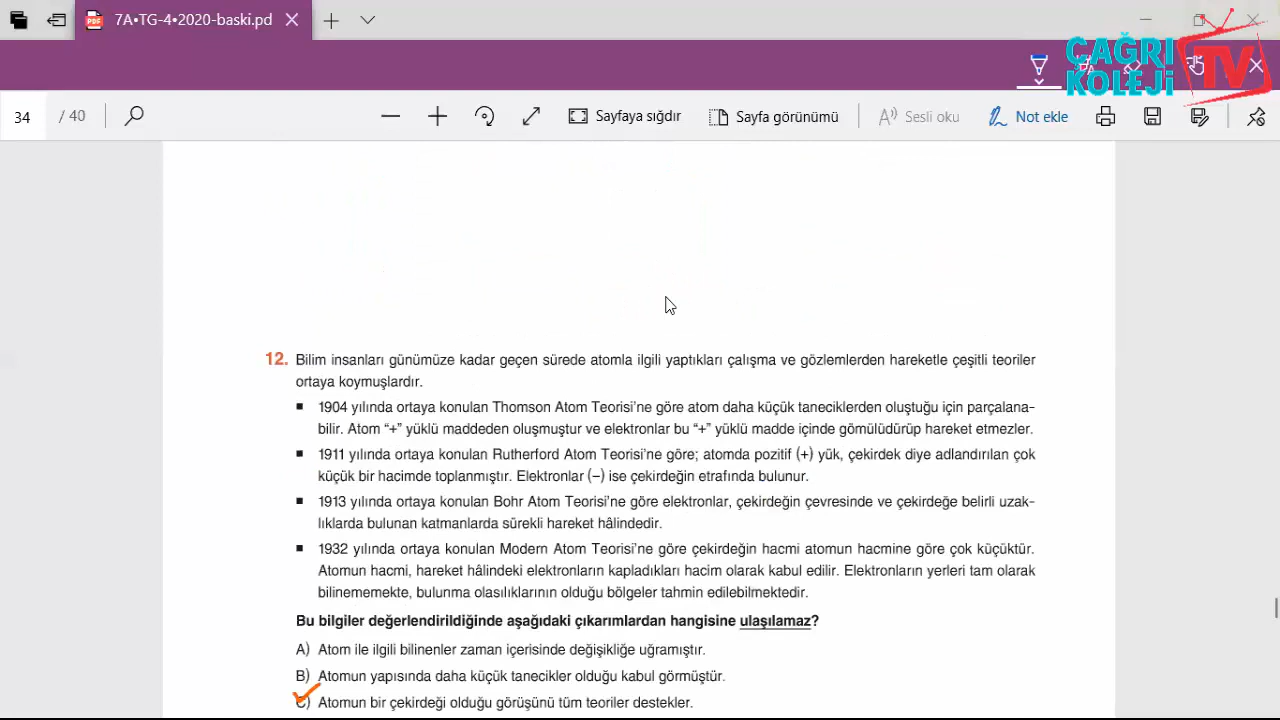 7A•TG-4•2020-baski.pd
ÇAĞRI
KOLEJİ
TV
34 / 40
Sayfaya sığdır
Sayfa görünümü
Sesli oku
Not ekle
12. Bilim insanları günümüze kadar geçen sürede atomla ilgili yaptıkları çalışma ve gözlemlerden hareketle çeşitli teoriler
ortaya koymuşlardır.
▪ 1904 yılında ortaya konulan Thomson Atom Teorisi’ne göre atom daha küçük taneciklerden oluştuğu için parçalana-
bilir. Atom “+” yüklü maddeden oluşmuştur ve elektronlar bu “+” yüklü madde içinde gömülüdürüp hareket etmezler.
▪ 1911 yılında ortaya konulan Rutherford Atom Teorisi’ne göre; atomda pozitif (+) yük, çekirdek diye adlandırılan çok
küçük bir hacimde toplanmıştır. Elektronlar (–) ise çekirdeğin etrafında bulunur.
▪ 1913 yılında ortaya konulan Bohr Atom Teorisi’ne göre elektronlar, çekirdeğin çevresinde ve çekirdeğe belirli uzak-
lıklarda bulunan katmanlarda sürekli hareket hâlindedir.
▪ 1932 yılında ortaya konulan Modern Atom Teorisi’ne göre çekirdeğin hacmi atomun hacmine göre çok küçüktür.
Atomun hacmi, hareket hâlindeki elektronların kapladıkları hacim olarak kabul edilir. Elektronların yerleri tam olarak
bilinememekte, bulunma olasılıklarının olduğu bölgeler tahmin edilebilmektedir.
Bu bilgiler değerlendirildiğinde aşağıdaki çıkarımlardan hangisine ulaşılamaz?
A) Atom ile ilgili bilinenler zaman içerisinde değişikliğe uğramıştır.
B) Atomun yapısında daha küçük tanecikler olduğu kabul görmüştür.
C) Atomun bir çekirdeği olduğu görüşünü tüm teoriler destekler.